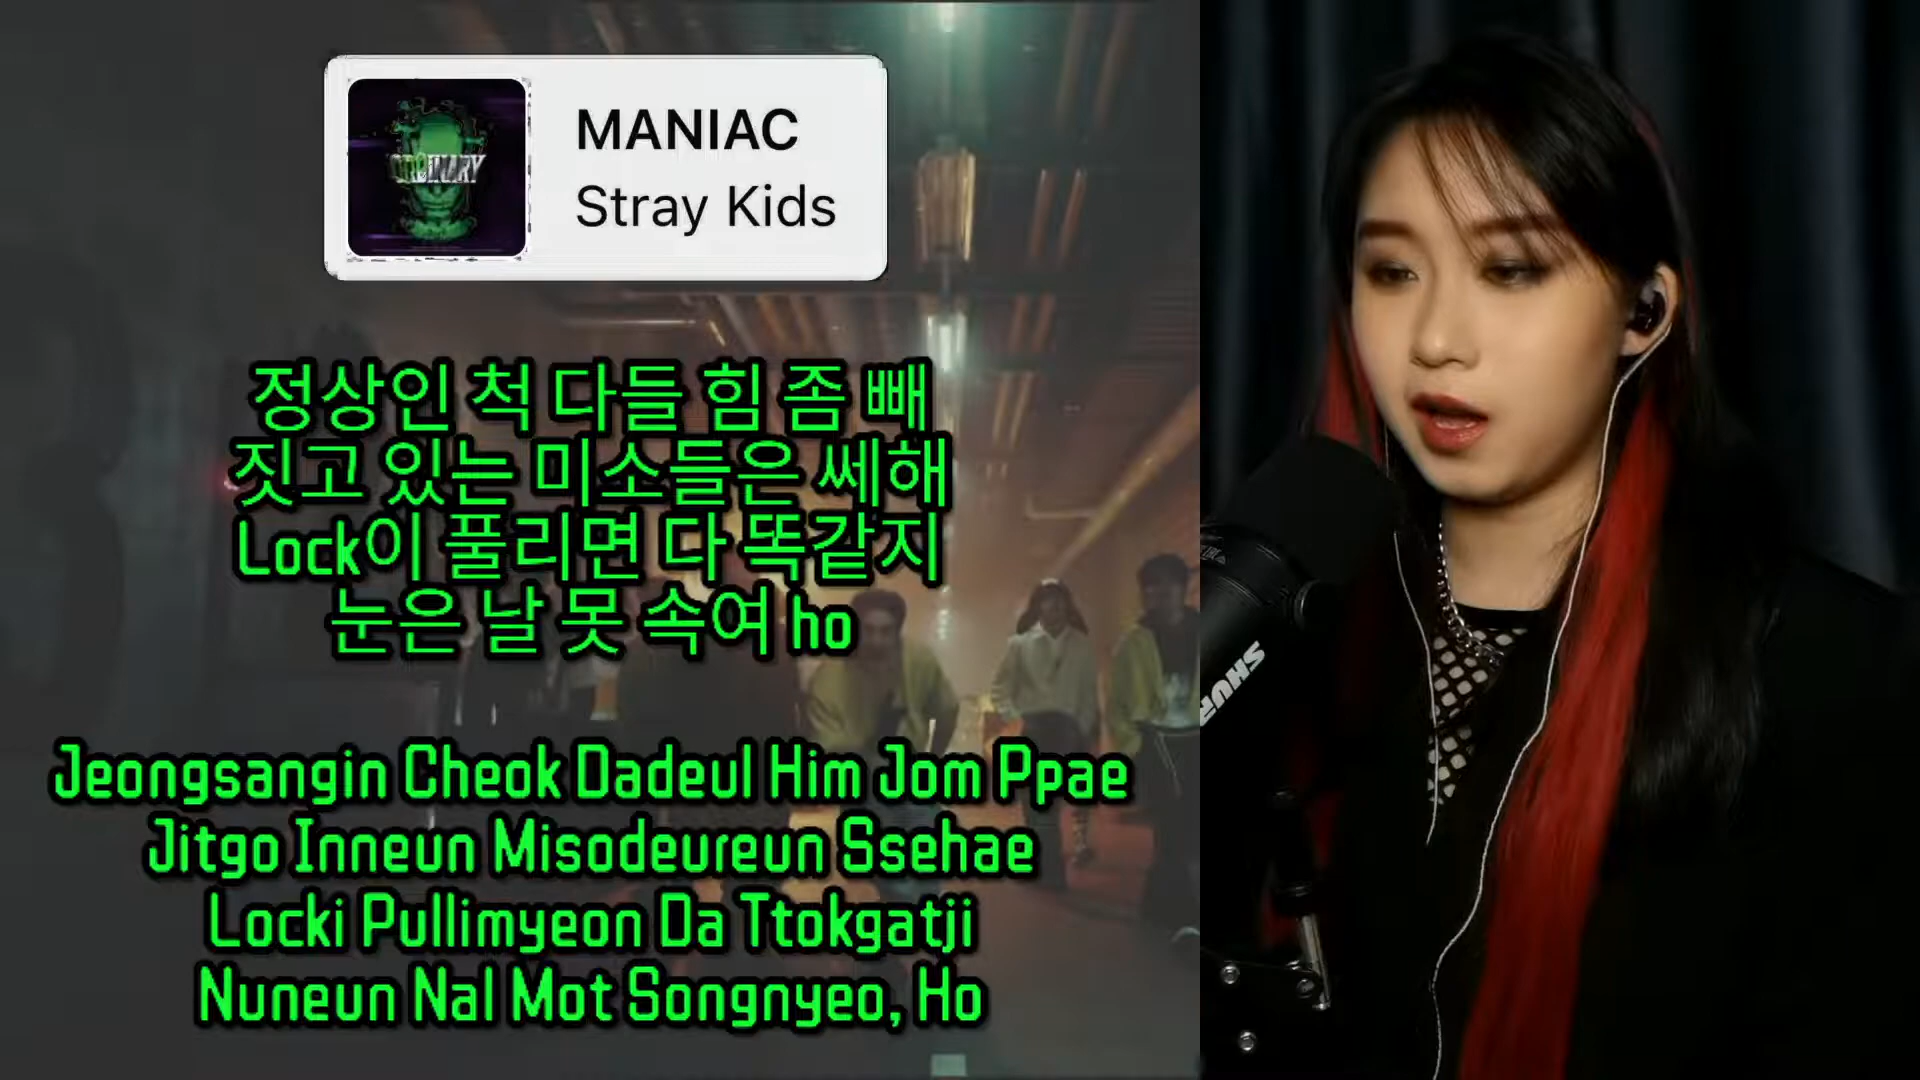 ODDINARY
MANIAC
Stray Kids
정상인 척 다들 힘 좀 빼
짓고 있는 미소들은 쎄해
Lock이 풀리면 다 똑같지
눈은 날 못 속여 ho
Jeongsangin Cheok Dadeul Him Jom Ppae
Jitgo Inneun Misodeureun Ssehae
Locki Pullimyeon Da Ttokgatji
Nuneun Nal Mot Songnyeo, Ho
SHUR